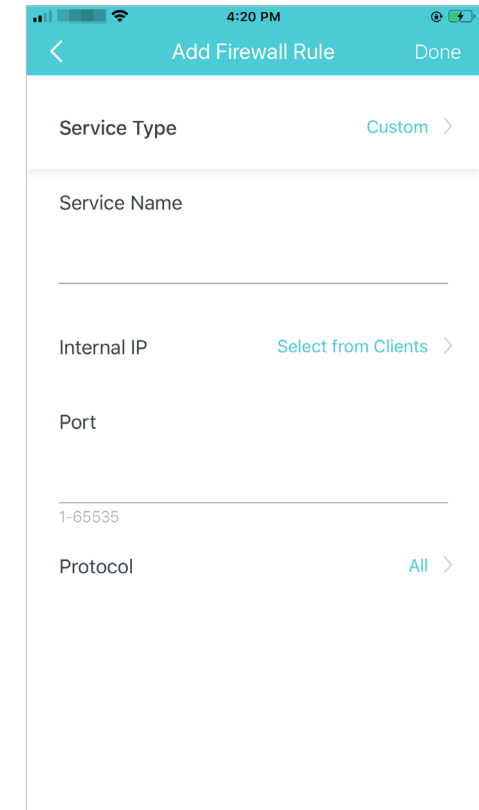 4:20 PM
Add Firewall Rule Done
Service Type Custom
Service Name
Internal IP Select from Clients
Port
1-65535
Protocol All